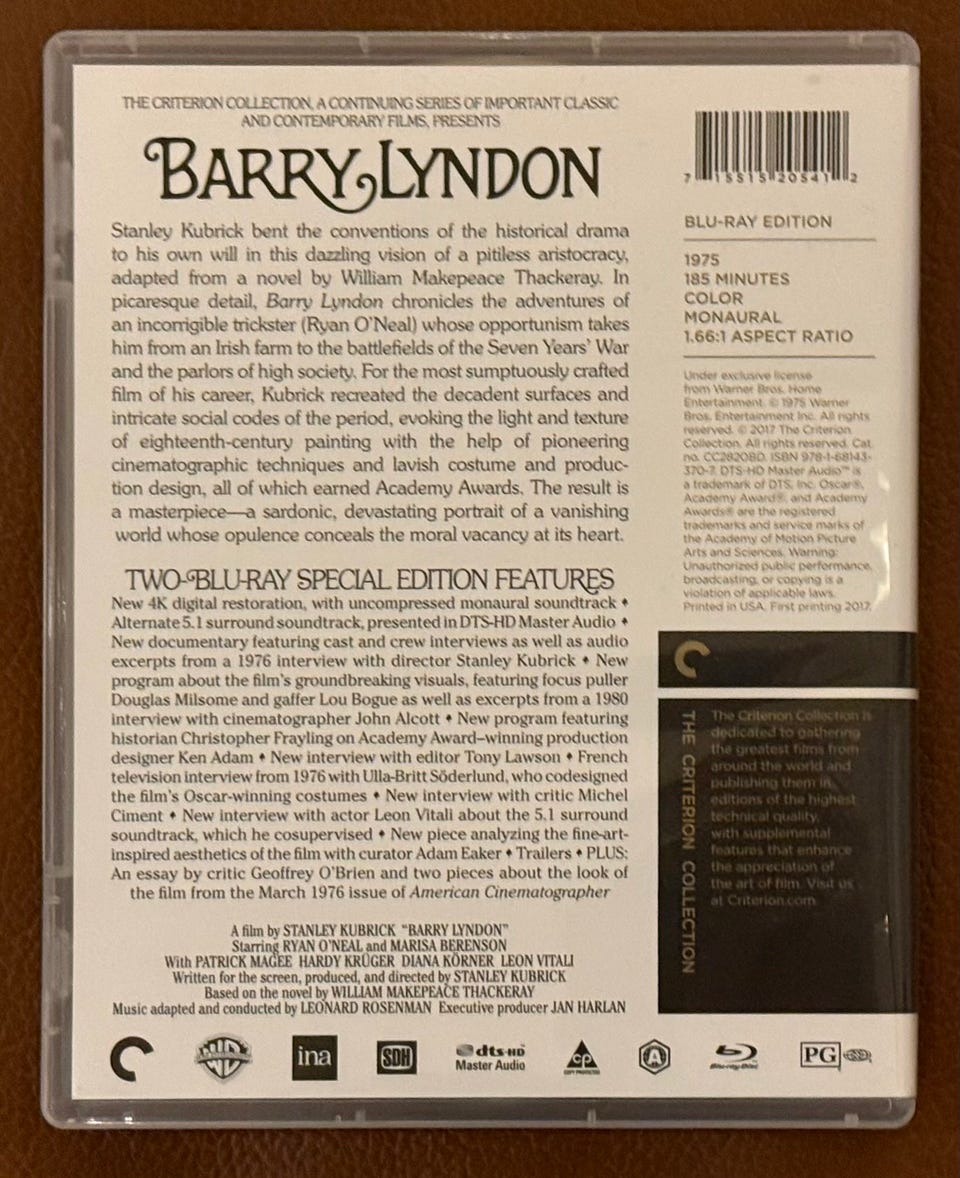 THE CRITERION COLLECTION, A CONTINUING SERIES OF IMPORTANT CLASSIC
AND CONTEMPORARY FILMS, PRESENTS
BARRY LYNDON
Stanley Kubrick bent the conventions of the historical drama
to his own will in this dazzling vision of a pitiless aristocracy,
adapted from a novel by William Makepeace Thackeray. In
picaresque detail, Barry Lyndon chronicles the adventures of
an incorrigible trickster (Ryan O'Neal) whose opportunism takes
him from an Irish farm to the battlefields of the Seven Years' War
and the parlors of high society. For the most sumptuously crafted
film of his career, Kubrick recreated the decadent surfaces and
intricate social codes of the period, evoking the light and texture
of eighteenth-century painting with the help of pioneering
cinematographic techniques and lavish costume and produc-
tion design, all of which earned Academy Awards. The result is
a masterpiece—a sardonic, devastating portrait of a vanishing
world whose opulence conceals the moral vacancy at its heart.
TWO-BLU-RAY SPECIAL EDITION FEATURES
New 4K digital restoration, with uncompressed monaural soundtrack ♦
Alternate 5.1 surround soundtrack, presented in DTS-HD Master Audio ♦
New documentary featuring cast and crew interviews as well as audio
excerpts from a 1976 interview with director Stanley Kubrick ♦ New
program about the film's groundbreaking visuals, featuring focus puller
Douglas Milsome and gaffer Lou Bogue as well as excerpts from a 1980
interview with cinematographer John Alcott ♦ New program featuring
historian Christopher Frayling on Academy Award–winning production
designer Ken Adam ♦ New interview with editor Tony Lawson ♦ French
television interview from 1976 with Ulla-Britt Söderlund, who codesigned
the film's Oscar-winning costumes ♦ New interview with critic Michel
Ciment ♦ New interview with actor Leon Vitali about the 5.1 surround
soundtrack, which he cosupervised ♦ New piece analyzing the fine-art-
inspired aesthetics of the film with curator Adam Eaker ♦ Trailers ♦ PLUS:
An essay by critic Geoffrey O'Brien and two pieces about the look of
the film from the March 1976 issue of American Cinematographer
A film by STANLEY KUBRICK "BARRY LYNDON"
Starring RYAN O'NEAL and MARISA BERENSON
With PATRICK MAGEE HARDY KRÜGER DIANA KÖRNER LEON VITALI
Written for the screen, produced, and directed by STANLEY KUBRICK
Based on the novel by WILLIAM MAKEPEACE THACKERAY
Music adapted and conducted by LEONARD ROSENMAN Executive producer JAN HARLAN
7 15515 20541 2
BLU-RAY EDITION
1975
185 MINUTES
COLOR
MONAURAL
1.66:1 ASPECT RATIO
Under exclusive license
from Warner Bros. Home
Entertainment. © 1975 Warner
Bros. Entertainment Inc. All rights
reserved. © 2017 The Criterion
Collection. All rights reserved. Cat.
no. CC2820BD. ISBN 978-1-68143-
370-7. DTS-HD Master Audio™ is
a trademark of DTS, Inc. Oscar®,
Academy Award®, and Academy
Awards® are the registered
trademarks and service marks of
the Academy of Motion Picture
Arts and Sciences. Warning:
Unauthorized public performance,
broadcasting, or copying is a
violation of applicable laws.
Printed in USA. First printing 2017.
THE CRITERION COLLECTION
The Criterion Collection is
dedicated to gathering
the greatest films from
around the world and
publishing them in
editions of the highest
technical quality,
with supplemental
features that enhance
the appreciation of
the art of film. Visit us
at Criterion.com
WB
ina
SDH
dts-HD
Master Audio
cp
COPY PROTECTED
A
Blu-ray Disc
PG